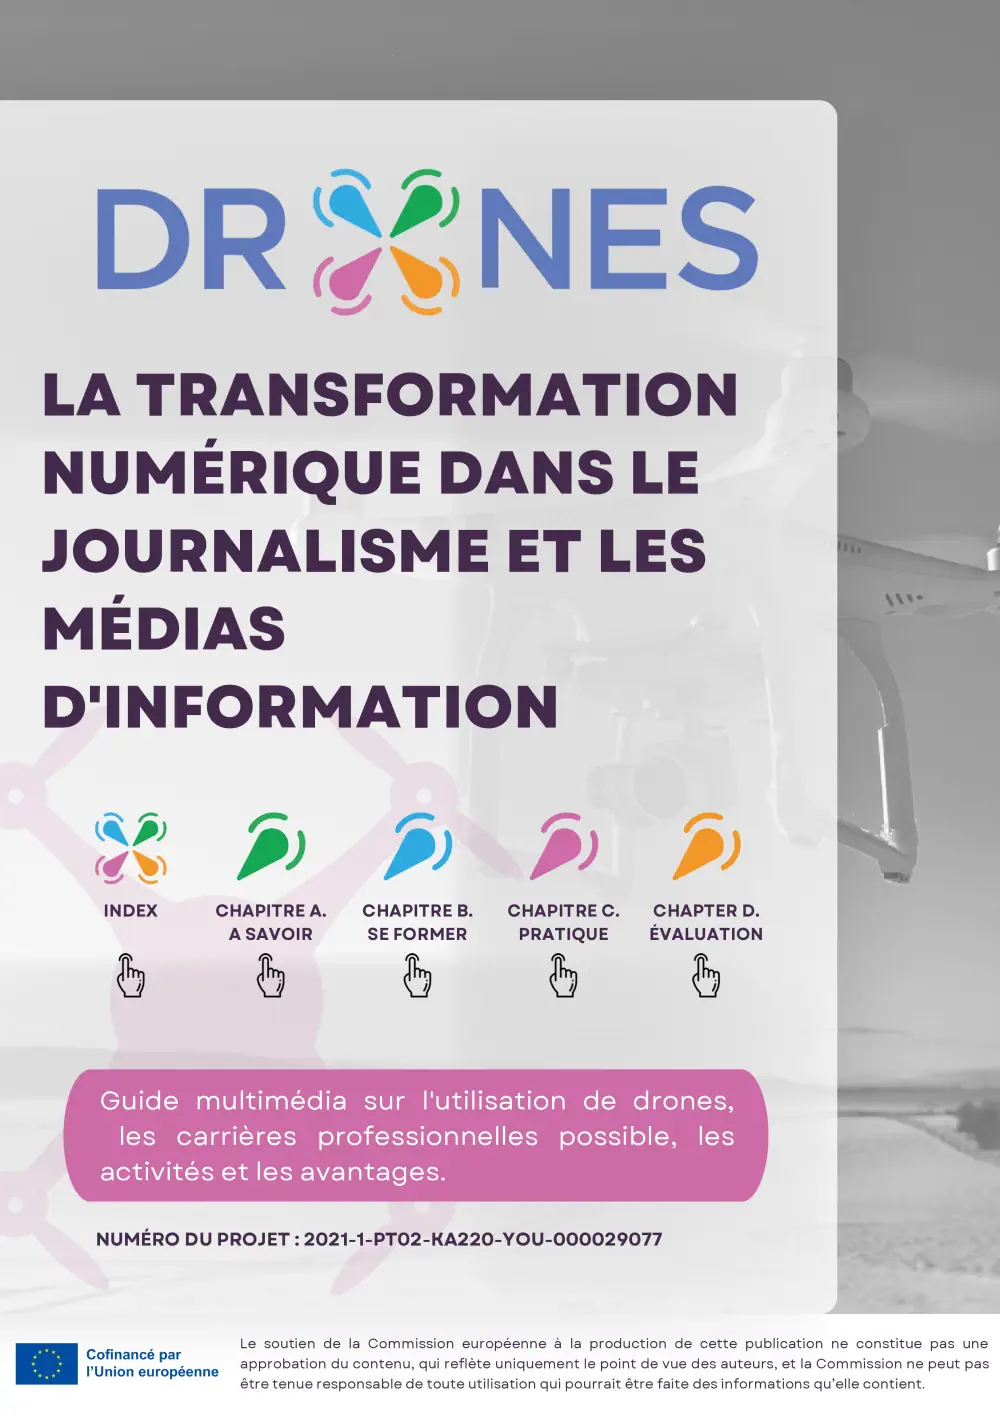 DRONES
LA TRANSFORMATION
NUMÉRIQUE DANS LE
JOURNALISME ET LES
MÉDIAS
D'INFORMATION
INDEX
CHAPITRE A.
A SAVOIR
CHAPITRE B.
SE FORMER
CHAPITRE C.
PRATIQUE
CHAPTER D.
ÉVALUATION
Guide multimédia sur l'utilisation de drones,
les carrières professionnelles possible, les
activités et les avantages.
NUMÉRO DU PROJET : 2021-1-PT02-KA220-YOU-000029077
Cofinancé par
l'Union européenne
Le soutien de la Commission européenne à la production de cette publication ne constitue pas une
approbation du contenu, qui reflète uniquement le point de vue des auteurs, et la Commission ne peut pas
être tenue responsable de toute utilisation qui pourrait être faite des informations qu'elle contient.